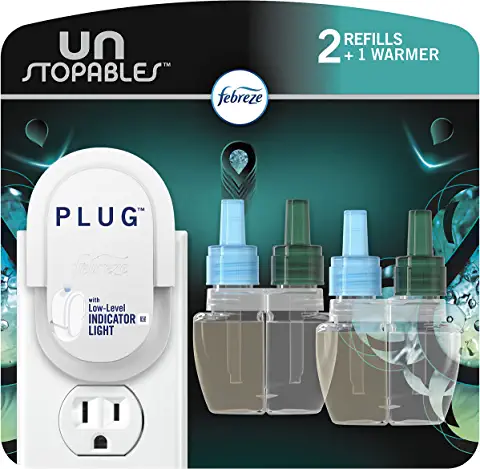 UN
STOPABLES™
2 REFILLS
+ 1 WARMER
febreze
PLUG™
febreze
with
Low-Level
INDICATOR
LIGHT